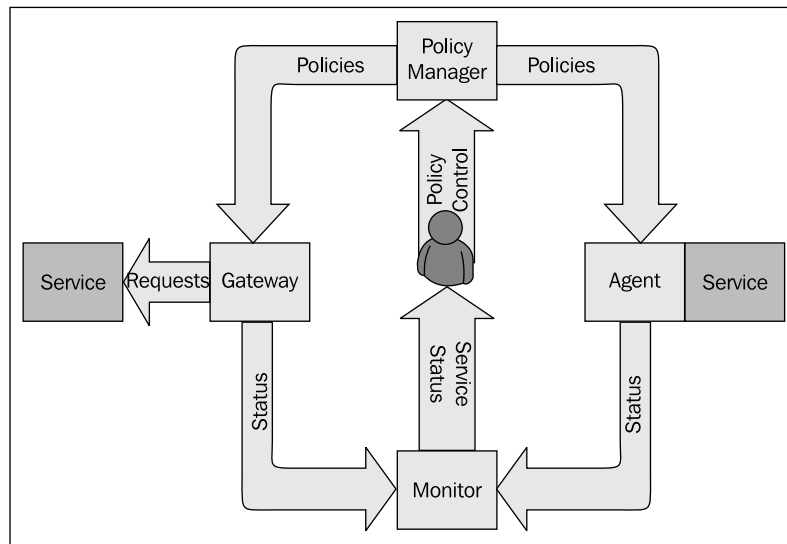 Policies
Policy
Manager
Policies
Policy
Control
Service
Requests
Gateway
Agent
Service
Status
Service
Status
Status
Monitor